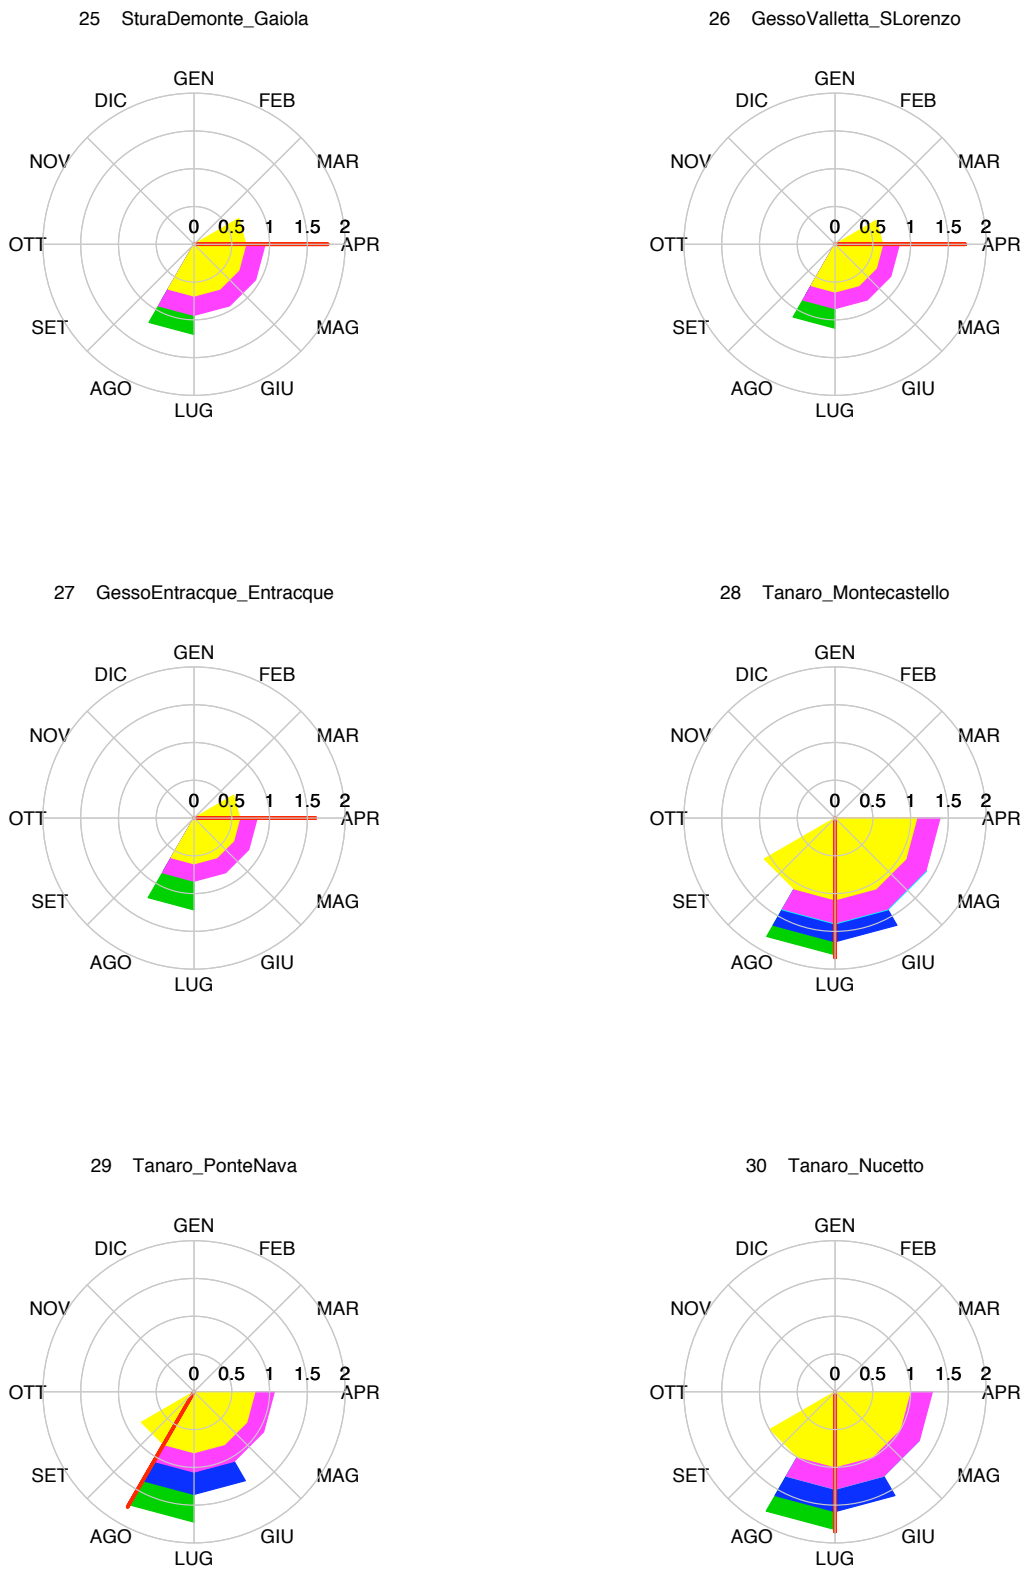 25 SturaDemonte_Gaiola
26 GessoValletta_SLorenzo
GEN
DIC FEB
NOV MAR
0 0.5 1 1.5 2
OTT APR
SET MAG
AGO GIU
LUG
GEN
DIC FEB
NOV MAR
0 0.5 1 1.5 2
OTT APR
SET MAG
AGO GIU
LUG
27 GessoEntracque_Entracque
28 Tanaro_Montecastello
GEN
DIC FEB
NOV MAR
0 0.5 1 1.5 2
OTT APR
SET MAG
AGO GIU
LUG
GEN
DIC FEB
NOV MAR
0 0.5 1 1.5 2
OTT APR
SET MAG
AGO GIU
LUG
29 Tanaro_PonteNava
30 Tanaro_Nucetto
GEN
DIC FEB
NOV MAR
0 0.5 1 1.5 2
OTT APR
SET MAG
AGO GIU
LUG
GEN
DIC FEB
NOV MAR
0 0.5 1 1.5 2
OTT APR
SET MAG
AGO GIU
LUG